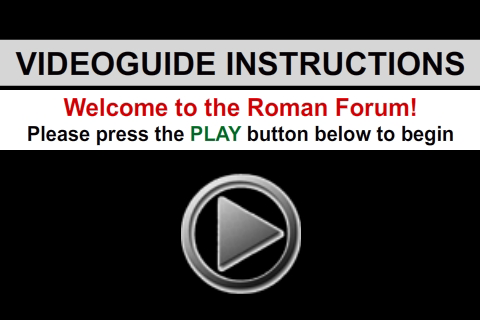 VIDEOGUIDE INSTRUCTIONS
Welcome to the Roman Forum!
Please press the PLAY button below to begin